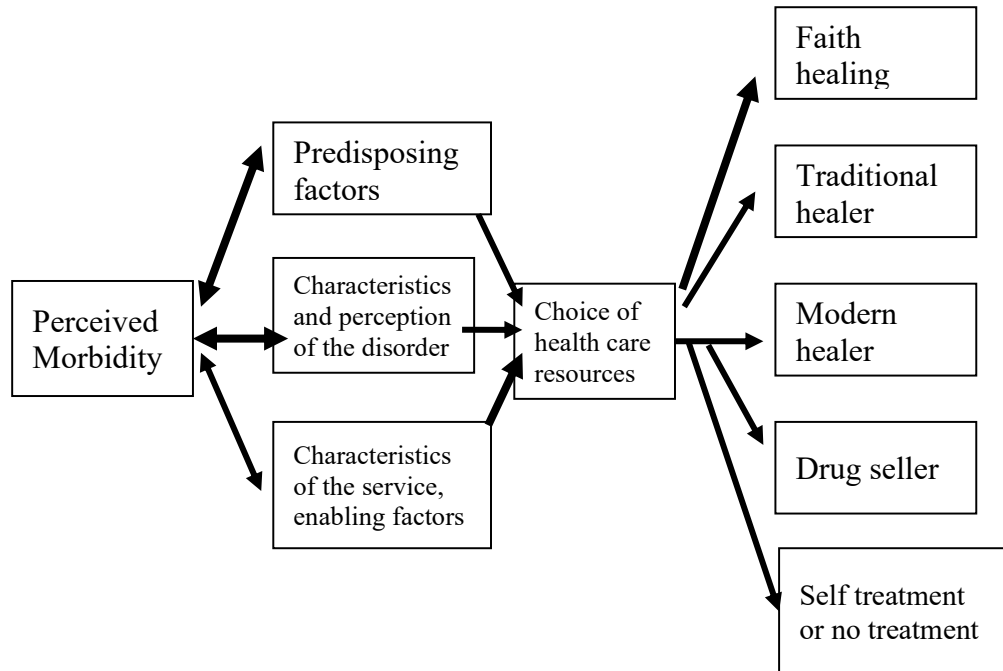 Perceived
Morbidity
Predisposing
factors
Characteristics
and perception
of the disorder
Characteristics
of the service,
enabling factors
Choice of
health care
resources
Faith
healing
Traditional
healer
Modern
healer
Drug seller
Self treatment
or no treatment